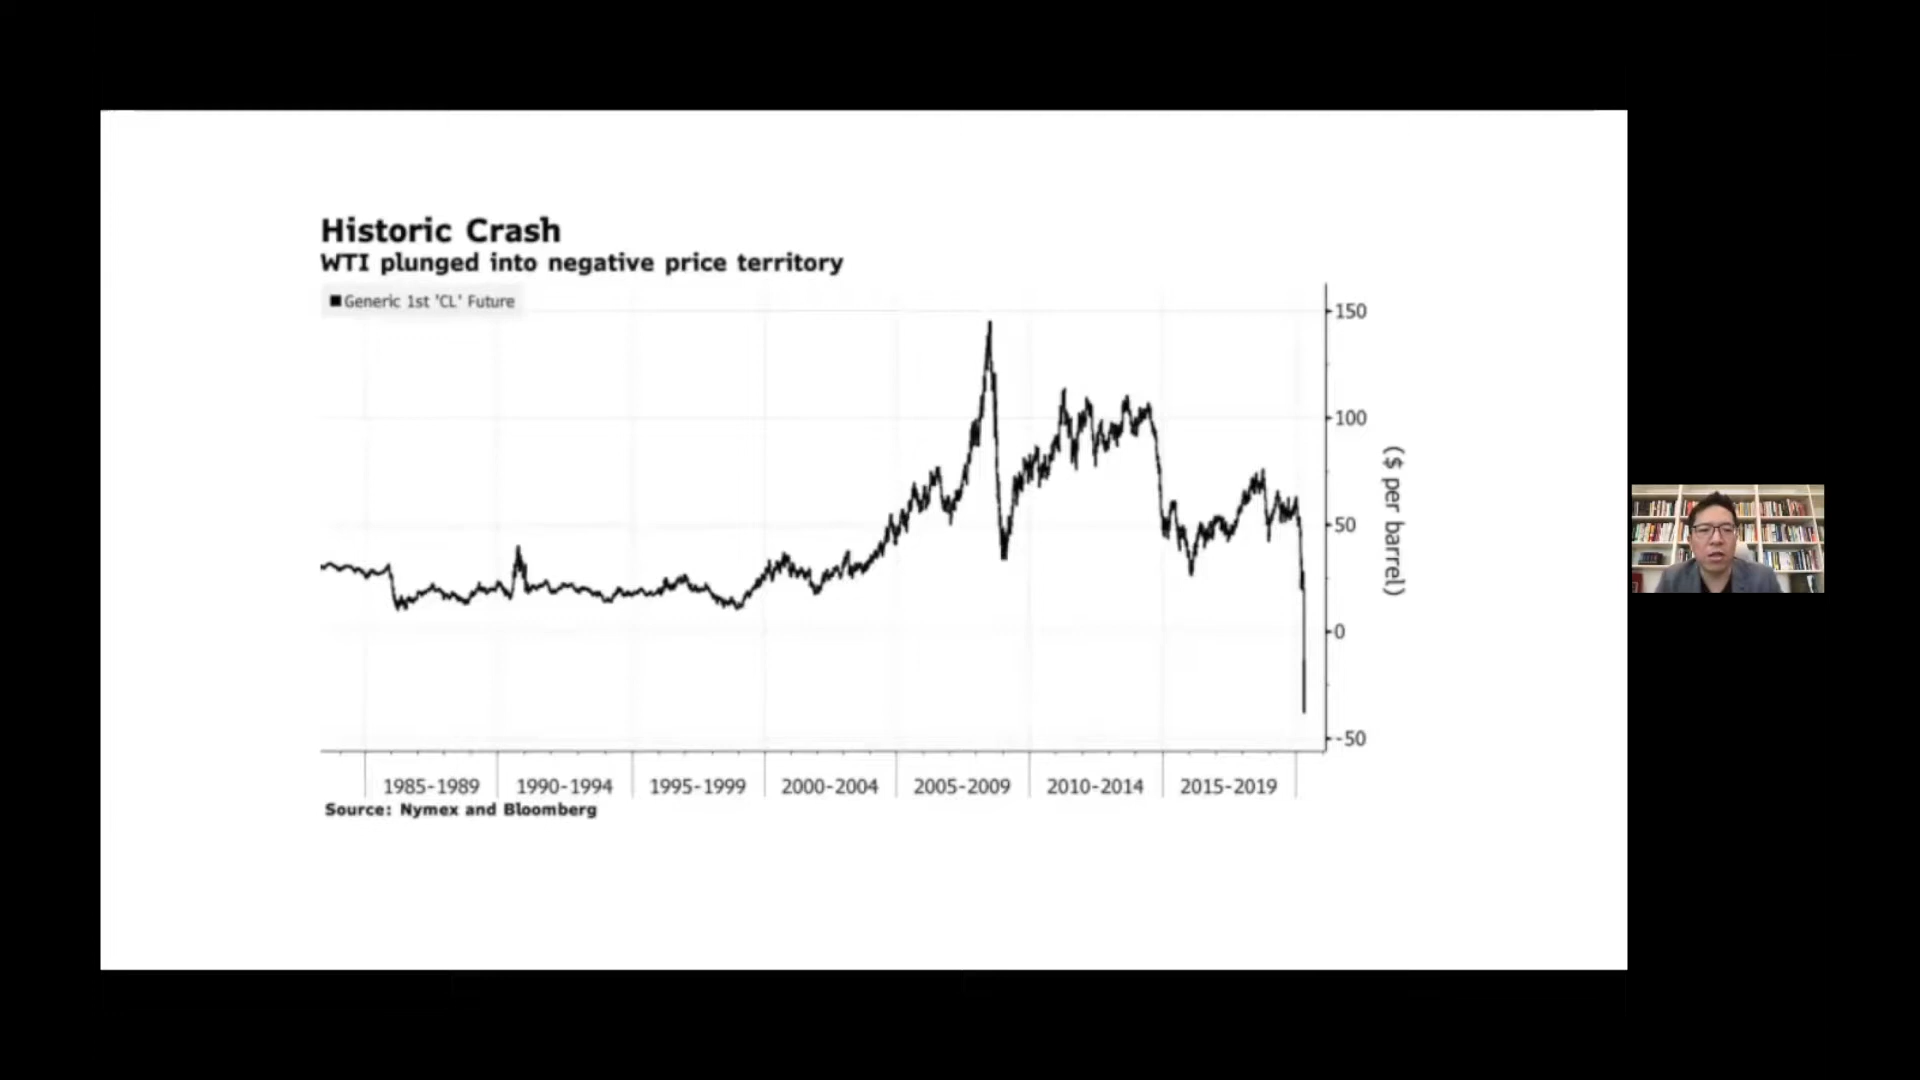 Historic Crash
WTI plunged into negative price territory
Generic 1st 'CL' Future
150
100
50
0
-50
($ per barrel)
1985-1989 1990-1994 1995-1999 2000-2004 2005-2009 2010-2014 2015-2019
Source: Nymex and Bloomberg